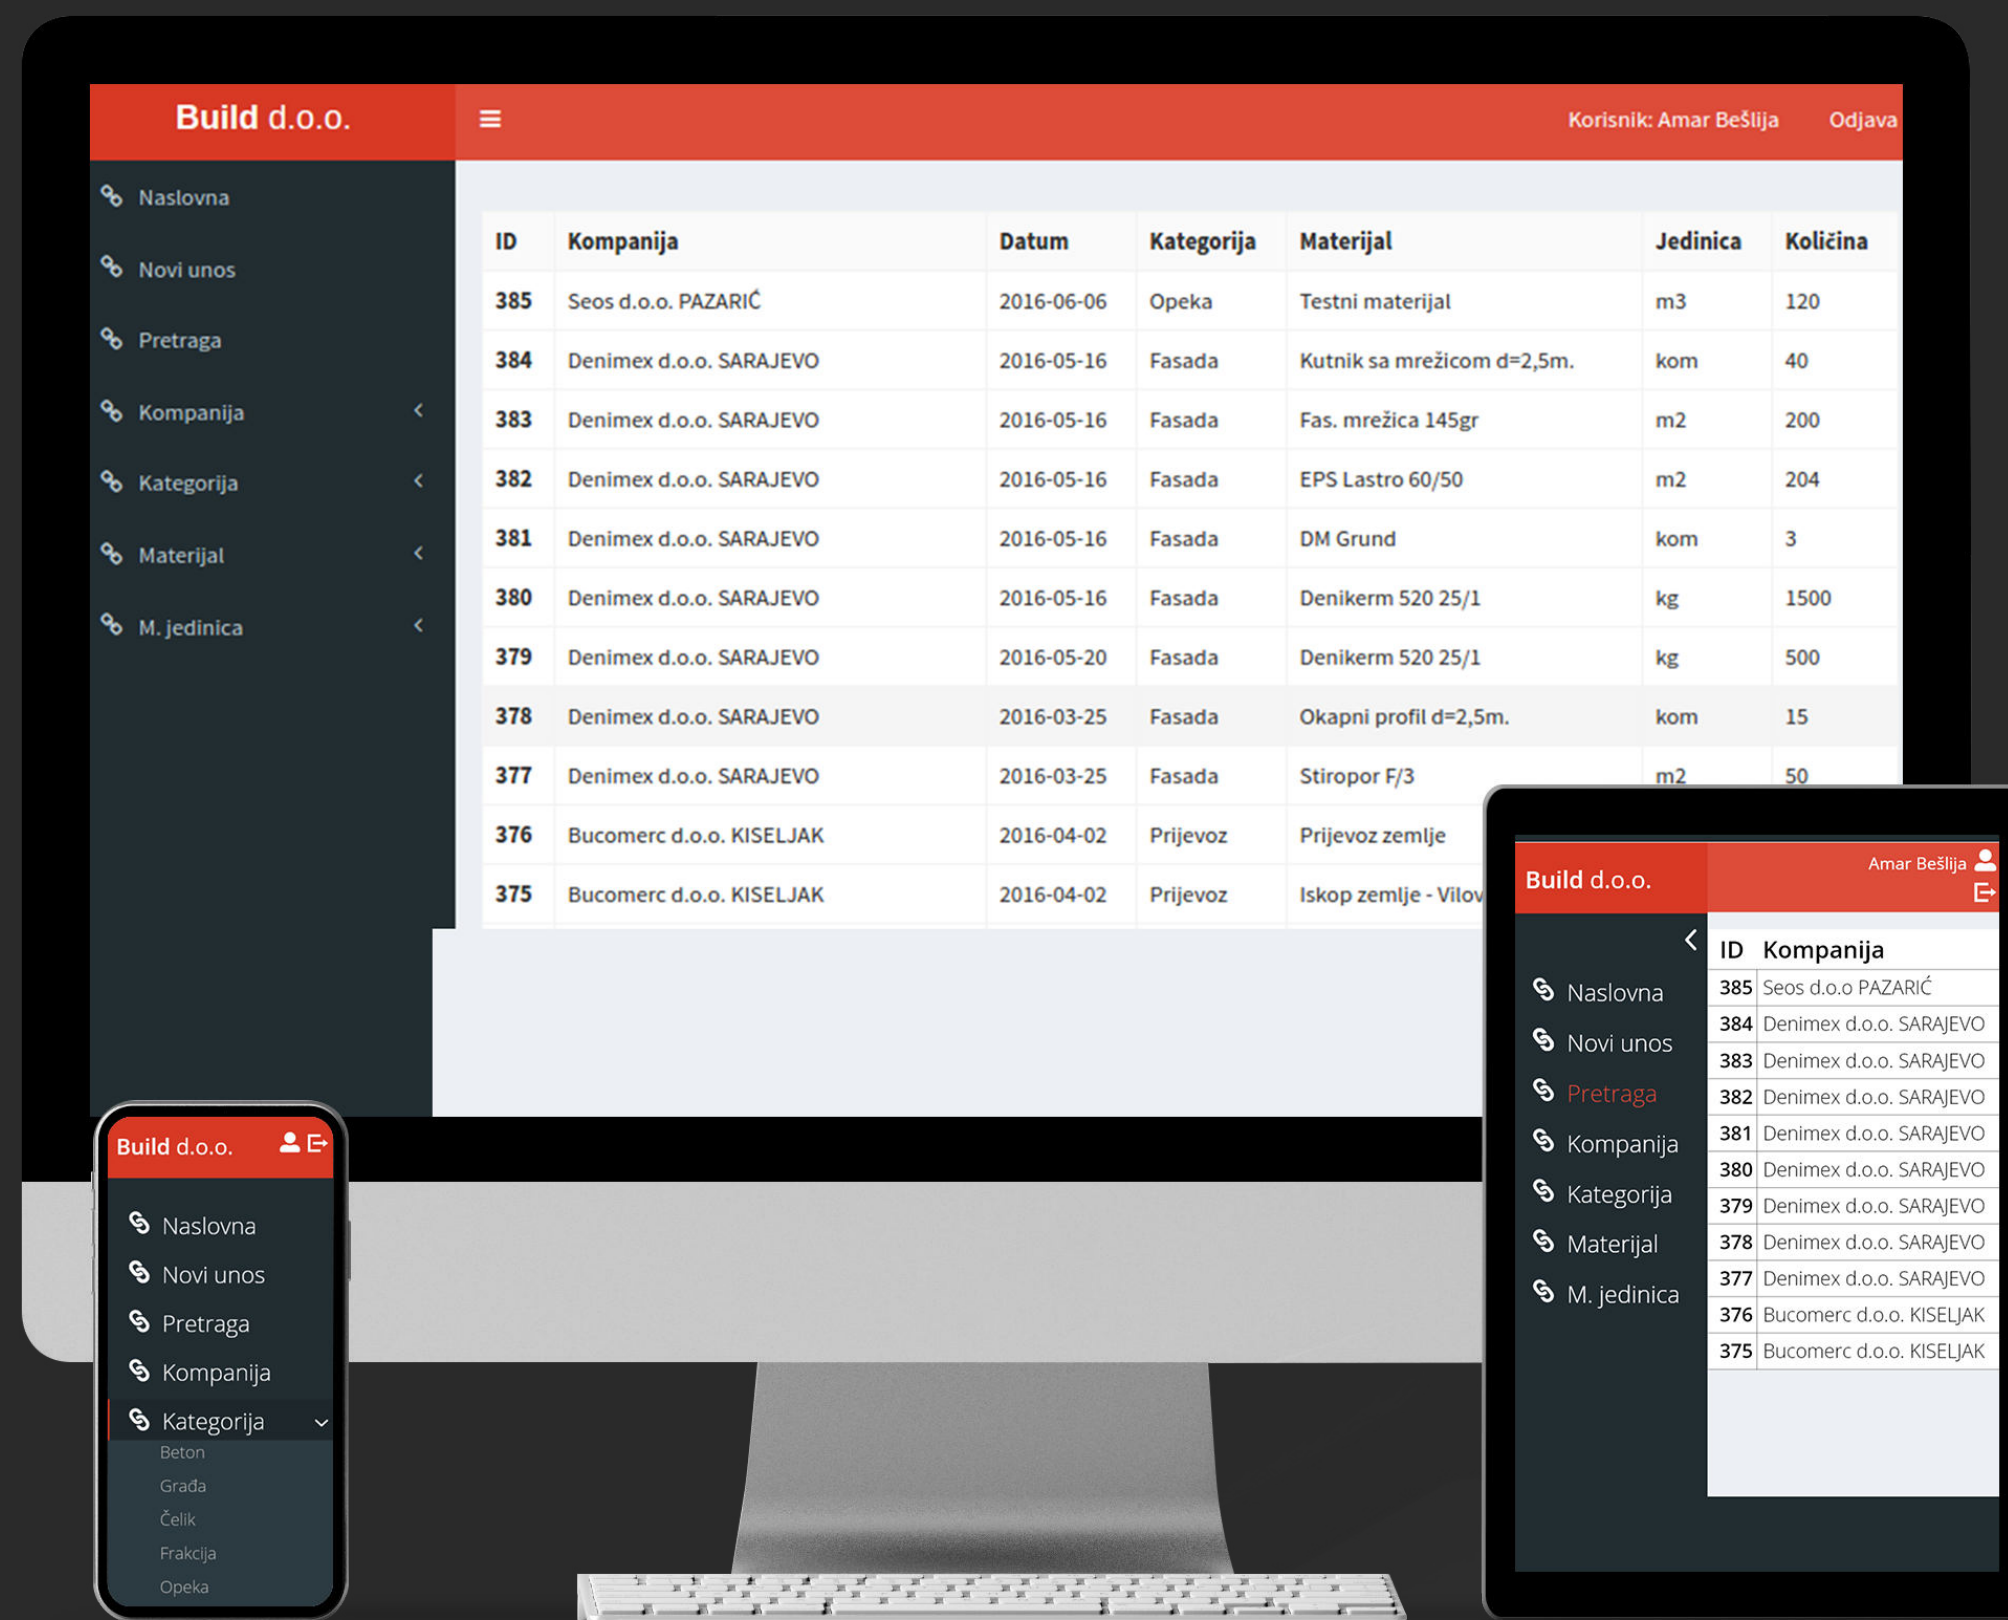 Build d.o.o.
Korisnik: Amar Bešlija Odjava
Naslovna
Novi unos
Pretraga
Kompanija
Kategorija
Materijal
M. jedinica
ID Kompanija Datum Kategorija Materijal Jedinica Količina
385 Seos d.o.o. PAZARIĆ 2016-06-06 Opeka Testni materijal m3 120
384 Denimex d.o.o. SARAJEVO 2016-05-16 Fasada Kutnik sa mrežicom d=2,5m. kom 40
383 Denimex d.o.o. SARAJEVO 2016-05-16 Fasada Fas. mrežica 145gr m2 200
382 Denimex d.o.o. SARAJEVO 2016-05-16 Fasada EPS Lastro 60/50 m2 204
381 Denimex d.o.o. SARAJEVO 2016-05-16 Fasada DM Grund kom 3
380 Denimex d.o.o. SARAJEVO 2016-05-16 Fasada Denikerm 520 25/1 kg 1500
379 Denimex d.o.o. SARAJEVO 2016-05-20 Fasada Denikerm 520 25/1 kg 500
378 Denimex d.o.o. SARAJEVO 2016-03-25 Fasada Okapni profil d=2,5m. kom 15
377 Denimex d.o.o. SARAJEVO 2016-03-25 Fasada Stiropor F/3 m2 50
376 Bucomerc d.o.o. KISELJAK 2016-04-02 Prijevoz Prijevoz zemlje
375 Bucomerc d.o.o. KISELJAK 2016-04-02 Prijevoz Iskop zemlje - Vilov
Build d.o.o.
Naslovna
Novi unos
Pretraga
Kompanija
Kategorija
Beton
Građa
Čelik
Frakcija
Opeka
Build d.o.o.
Amar Bešlija
Naslovna
Novi unos
Pretraga
Kompanija
Kategorija
Materijal
M. jedinica
ID Kompanija
385 Seos d.o.o PAZARIĆ
384 Denimex d.o.o. SARAJEVO
383 Denimex d.o.o. SARAJEVO
382 Denimex d.o.o. SARAJEVO
381 Denimex d.o.o. SARAJEVO
380 Denimex d.o.o. SARAJEVO
379 Denimex d.o.o. SARAJEVO
378 Denimex d.o.o. SARAJEVO
377 Denimex d.o.o. SARAJEVO
376 Bucomerc d.o.o. KISELJAK
375 Bucomerc d.o.o. KISELJAK